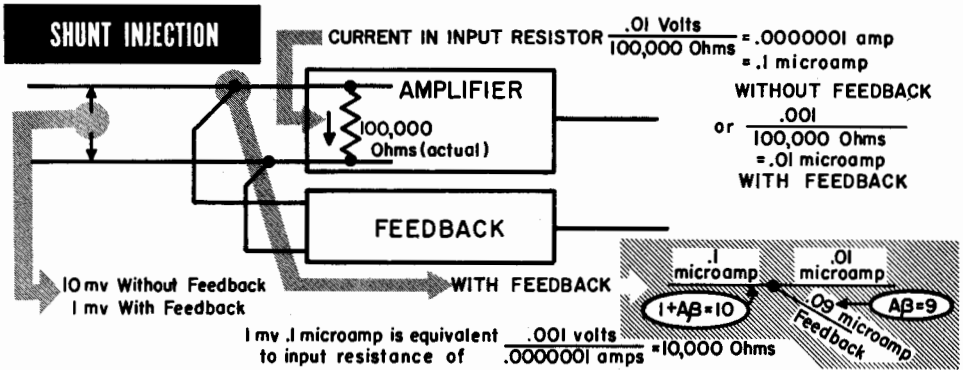 SHUNT INJECTION
CURRENT IN INPUT RESISTOR .01 Volts / 100,000 Ohms = .0000001 amp
= .1 microamp
WITHOUT FEEDBACK
or .001 / 100,000 Ohms
= .01 microamp
WITH FEEDBACK
AMPLIFIER
100,000
Ohms (actual)
FEEDBACK
10 mv Without Feedback
1 mv With Feedback
WITH FEEDBACK
.1
microamp
.01
microamp
1+Aβ=10
.09 microamp
Feedback
Aβ=9
1 mv .1 microamp is equivalent
to input resistance of .001 volts / .0000001 amps = 10,000 Ohms